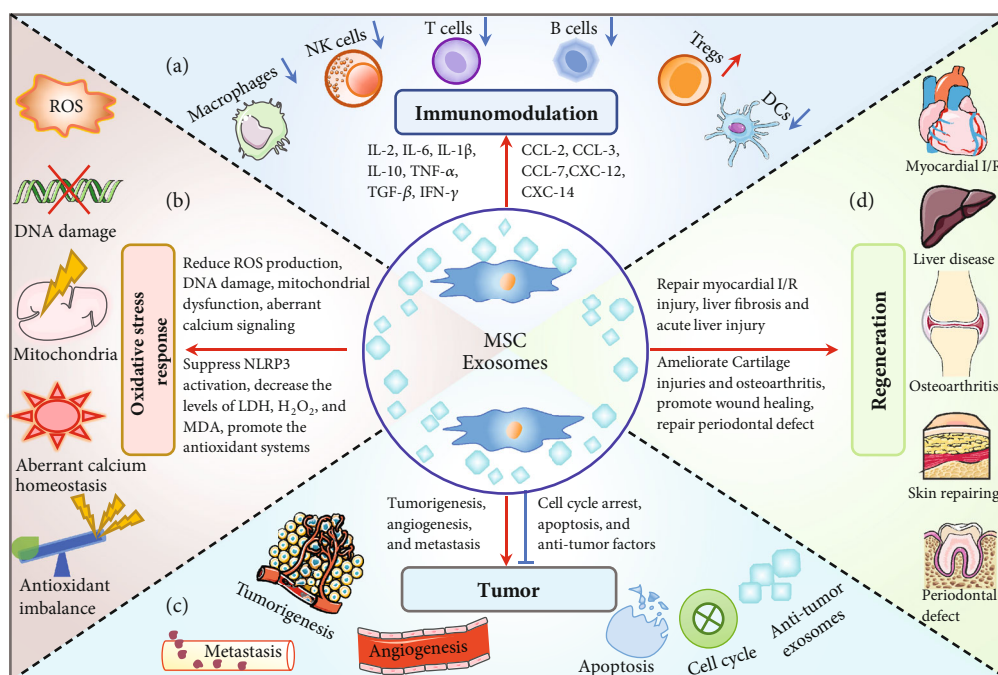 (a)
Macrophages
NK cells
T cells
B cells
Tregs
DCs
Immunomodulation
IL-2, IL-6, IL-1β,
IL-10, TNF-α,
TGF-β, IFN-γ
CCL-2, CCL-3,
CCL-7,CXC-12,
CXC-14
ROS
DNA damage
Mitochondria
Aberrant calcium
homeostasis
Antioxidant
imbalance
(b)
Oxidative stress
response
Reduce ROS production,
DNA damage, mitochondrial
dysfunction, aberrant
calcium signaling
Suppress NLRP3
activation, decrease the
levels of LDH, H₂O₂, and
MDA, promote the
antioxidant systems
MSC
Exosomes
(d)
Repair myocardial I/R
injury, liver fibrosis and
acute liver injury
Ameliorate Cartilage
injuries and osteoarthritis,
promote wound healing,
repair periodontal defect
Regeneration
Myocardial I/R
Liver disease
Osteoarthritis
Skin repairing
Periodontal
defect
(c)
Tumorigenesis,
angiogenesis,
and metastasis
Cell cycle arrest,
apoptosis, and
anti-tumor factors
Tumor
Tumorigenesis
Metastasis
Angiogenesis
Apoptosis
Cell cycle
Anti-tumor
exosomes